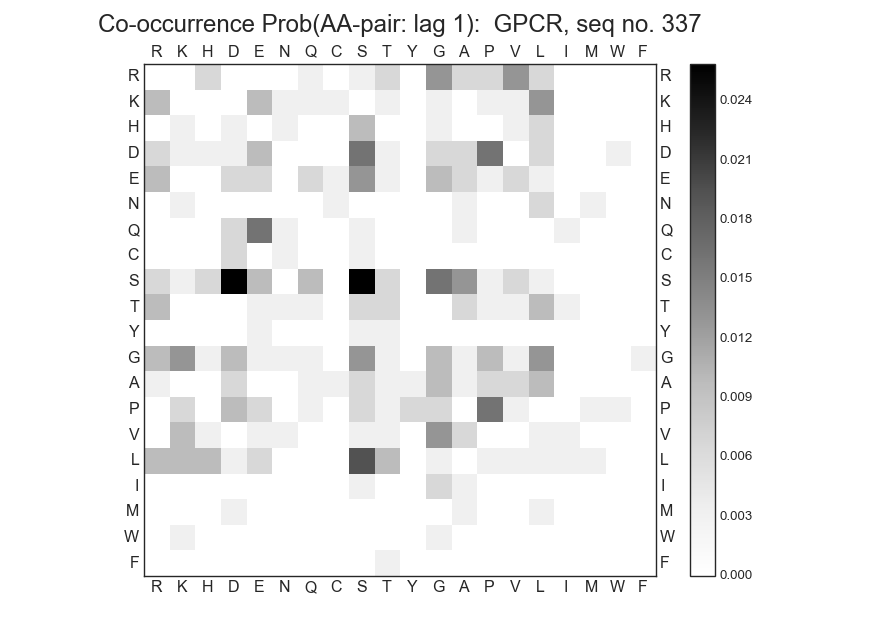 Co-occurrence Prob(AA-pair: lag 1):  GPCR, seq no. 337
R K H D E N Q C S T Y G A P V L I M W F
R R
K K 0.024
H H
D D 0.021
E E
N N 0.018
Q Q
C C
S S 0.015
T T
Y Y 0.012
G G
A A 0.009
P P
V V
L L 0.006
I I
M M 0.003
W W
F F 0.000
R K H D E N Q C S T Y G A P V L I M W F